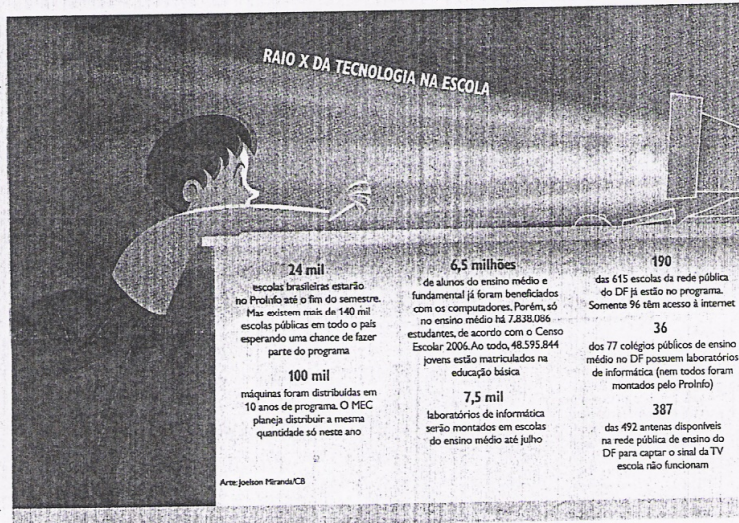 RAIO X DA TECNOLOGIA NA ESCOLA
24 mil
escolas brasileiras estarão
no ProInfo até o fim do semestre.
Mas existem mais de 140 mil
escolas públicas em todo o país
esperando uma chance de fazer
parte do programa
100 mil
máquinas foram distribuídas em
10 anos de programa. O MEC
planeja distribuir a mesma
quantidade só neste ano
6,5 milhões
de alunos do ensino médio e
fundamental já foram beneficiados
com os computadores. Porém, só
no ensino médio há 7.838.086
estudantes, de acordo com o Censo
Escolar 2006. Ao todo, 48.595.844
jovens estão matriculados na
educação básica
7,5 mil
laboratórios de informática
serão montados em escolas
do ensino médio até julho
190
das 615 escolas da rede pública
do DF já estão no programa.
Somente 96 têm acesso à internet
36
dos 77 colégios públicos de ensino
médio no DF possuem laboratórios
de informática (nem todos foram
montados pelo ProInfo)
387
das 492 antenas disponíveis
na rede pública de ensino do
DF para captar o sinal da TV
escola não funcionam
Arte: Joelson Miranda/CB